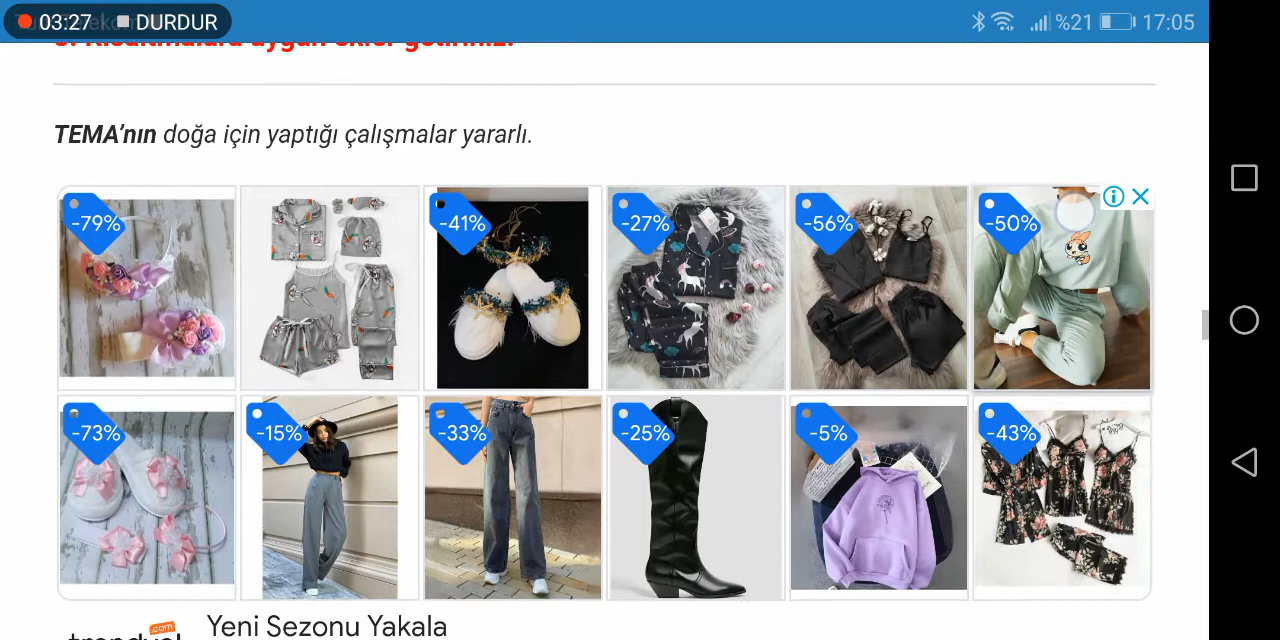 03:27 DURDUR %21 17:05
TEMA’nın doğa için yaptığı çalışmalar yararlı.
-79% -41% -27% -56% -50%
-73% -15% -33% -25% -5% -43%
.com
Yeni Sezonu Yakala